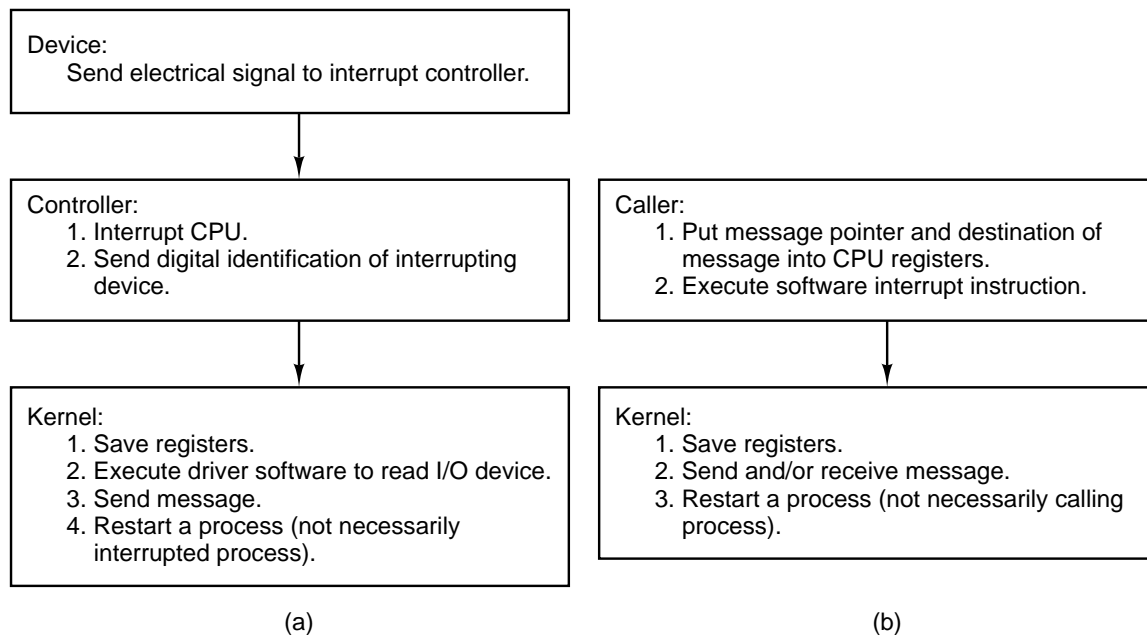 Device:
Send electrical signal to interrupt controller.
Controller:
1. Interrupt CPU.
2. Send digital identification of interrupting
device.
Kernel:
1. Save registers.
2. Execute driver software to read I/O device.
3. Send message.
4. Restart a process (not necessarily
interrupted process).
(a)
Caller:
1. Put message pointer and destination of
message into CPU registers.
2. Execute software interrupt instruction.
Kernel:
1. Save registers.
2. Send and/or receive message.
3. Restart a process (not necessarily calling
process).
(b)